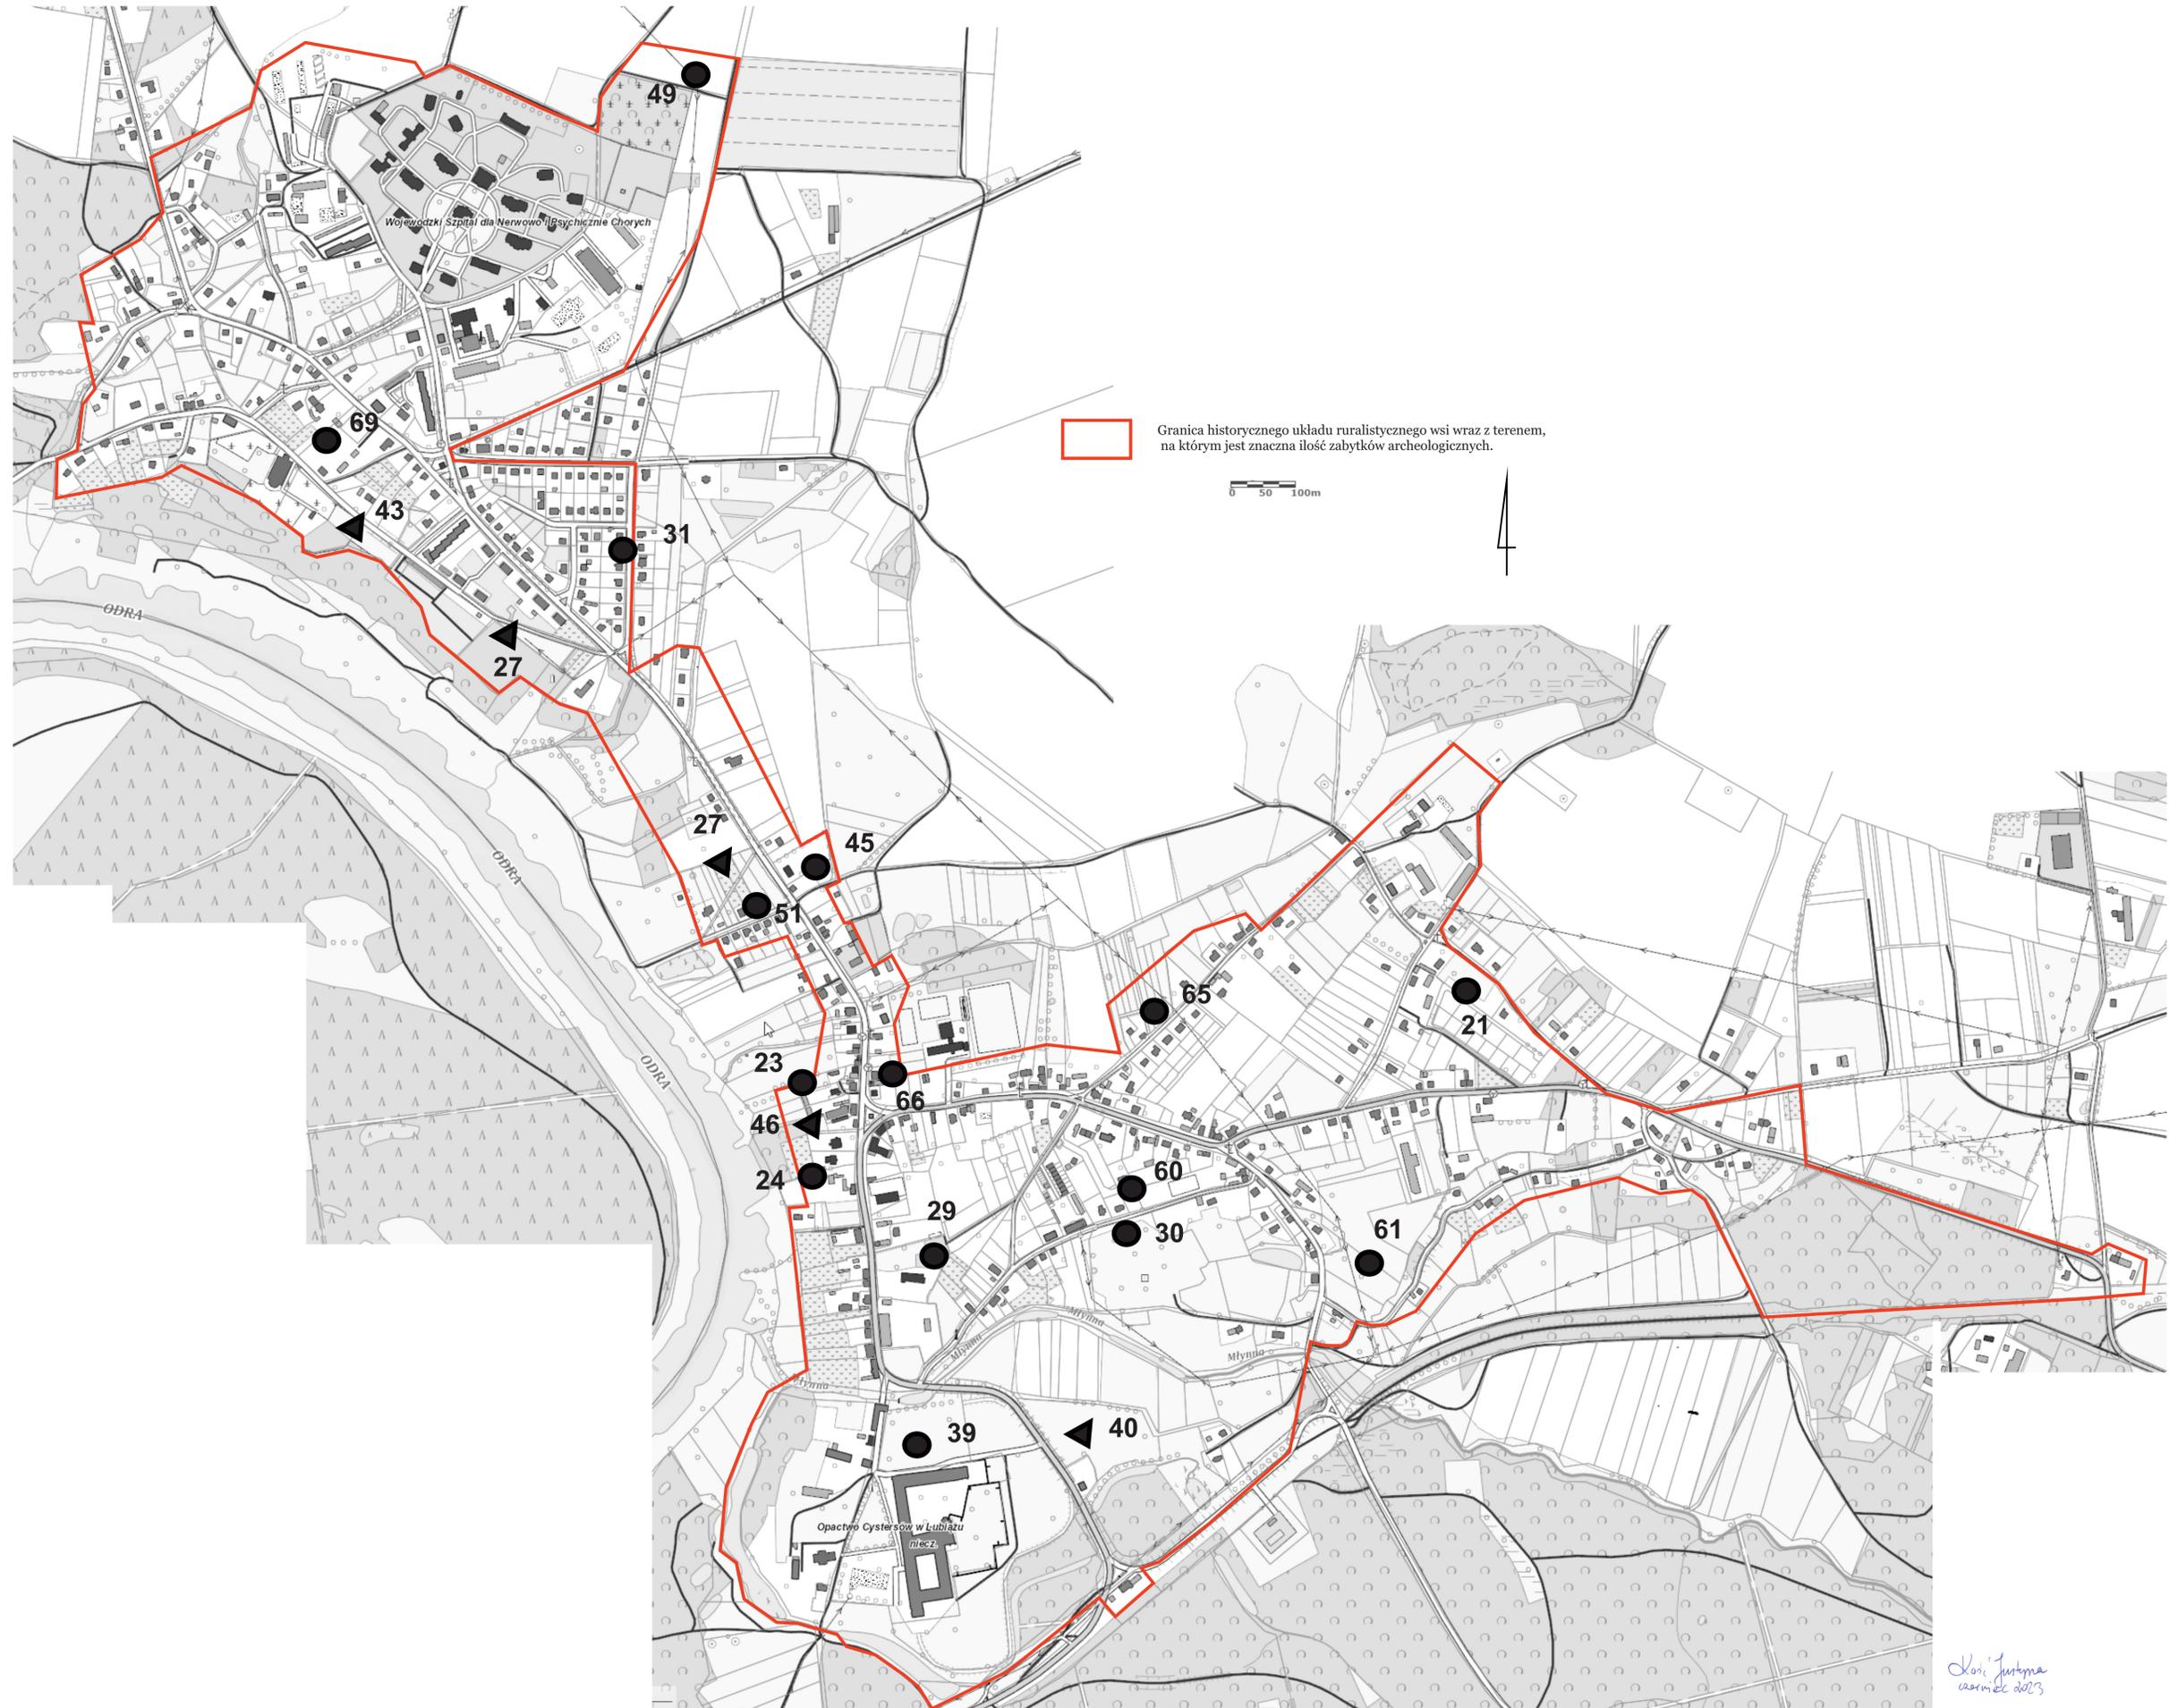 49
Wojewódzki Szpital dla Nerwowo i Psychicznie Chorych
69
Granica historycznego układu ruralistycznego wsi wraz z terenem,
na którym jest znaczna ilość zabytków archeologicznych.
0 50 100m
43
31
ODRA
27
27
45
ODRA
51
65
21
ODRA
23
66
46
60
24
29
30
61
Młynna
Młynna
Młynna
Młynna
39
40
Opactwo Cystersów w Lubiążu
niecz.
czerwiec 2023